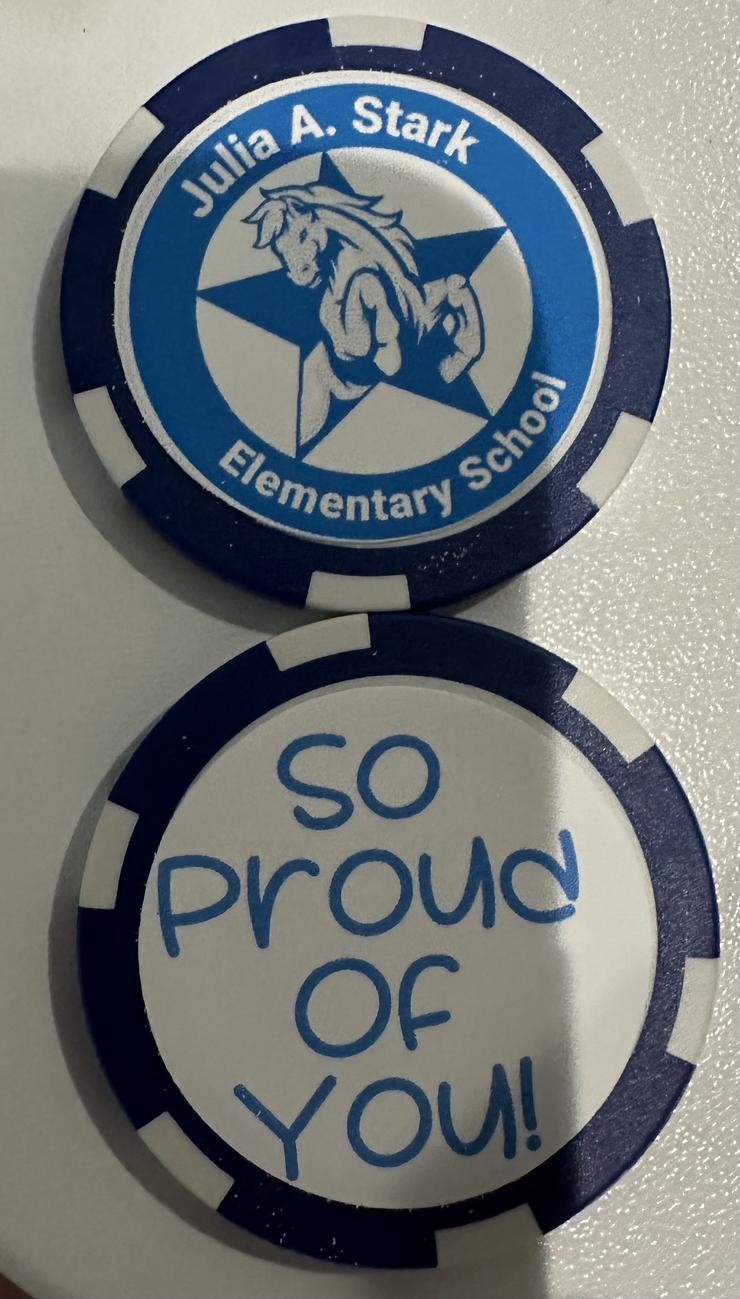 Julia A. Stark
Elementary School
SO
Proud
OF
YOU!